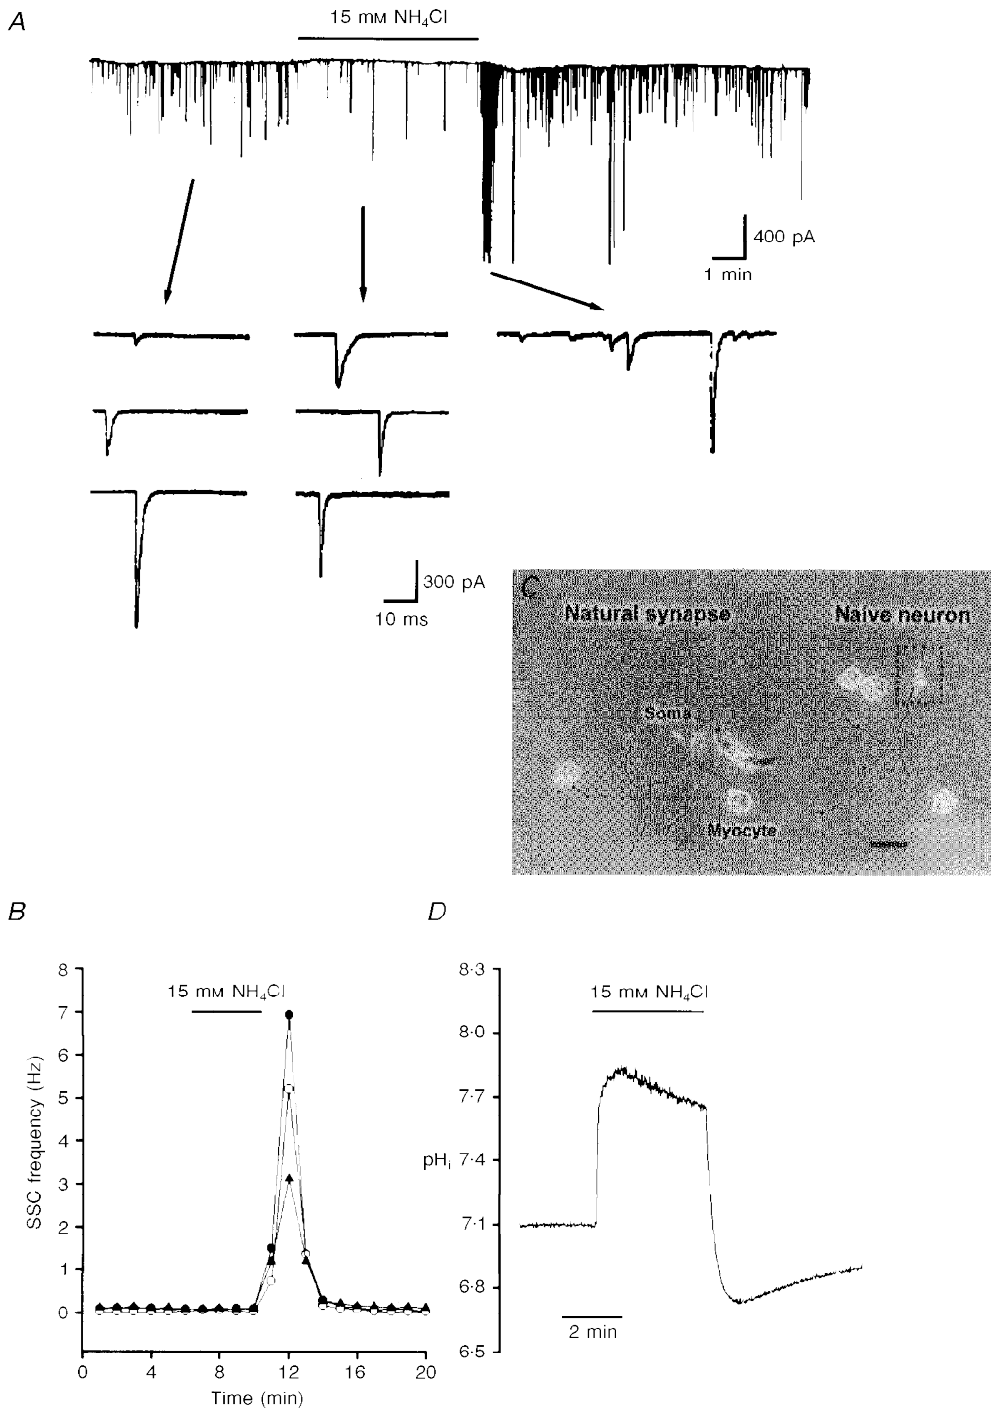 A
15 mM NH₄Cl
400 pA
1 min
300 pA
10 ms
C
Natural synapse
Naive neuron
Soma
Myocyte
B
15 mM NH₄Cl
8
7
6
5
4
3
2
1
0
SSC frequency (Hz)
0 4 8 12 16 20
Time (min)
D
15 mM NH₄Cl
8·3
8·0
7·7
7·4
7·1
6·8
6·5
pHᵢ
2 min